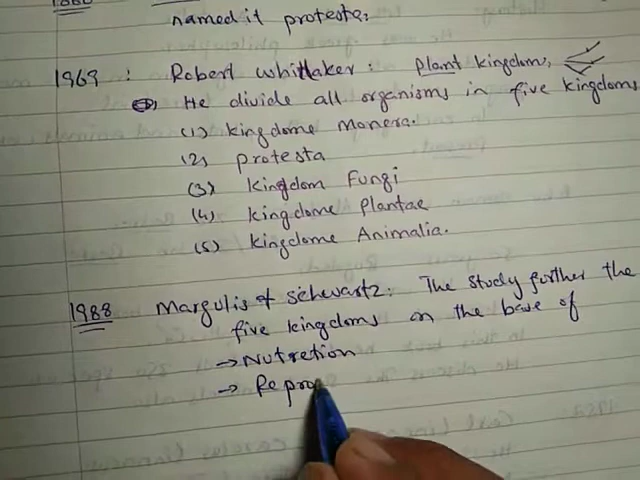 named it protesta:
1969 : Robert Whittaker : plant kingdom,
He divide all organisms in five kingdoms
(1) kingdome Monera.
(2) protesta
(3) kingdom Fungi
(4) kingdome Plantae
(5) kingdome Animalia.
1988 Margulis & schwartz : The study further the
five kingdoms on the base of
→ Nutretion
→ Repro